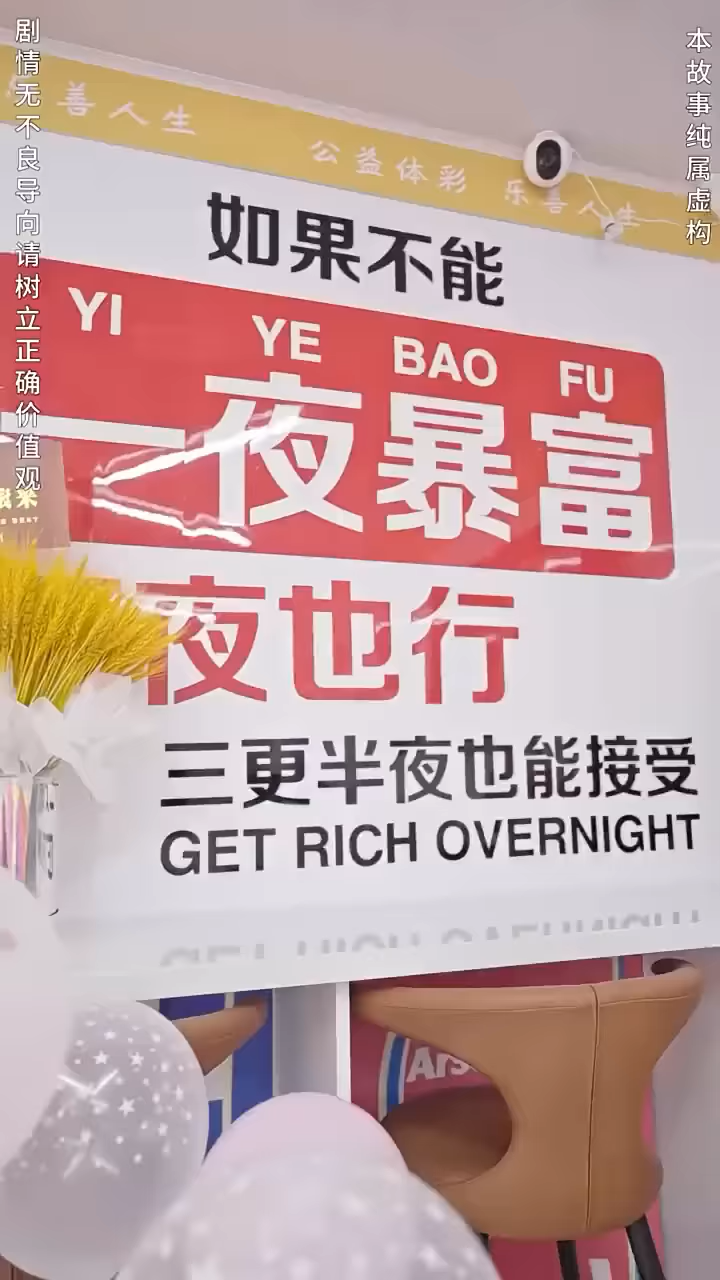 剧情无不良导向请树立正确价值观
本故事纯属虚构
善人生 公益体彩 乐善人生
如果不能
YI YE BAO FU
一夜暴富
夜也行
三更半夜也能接受
GET RICH OVERNIGHT